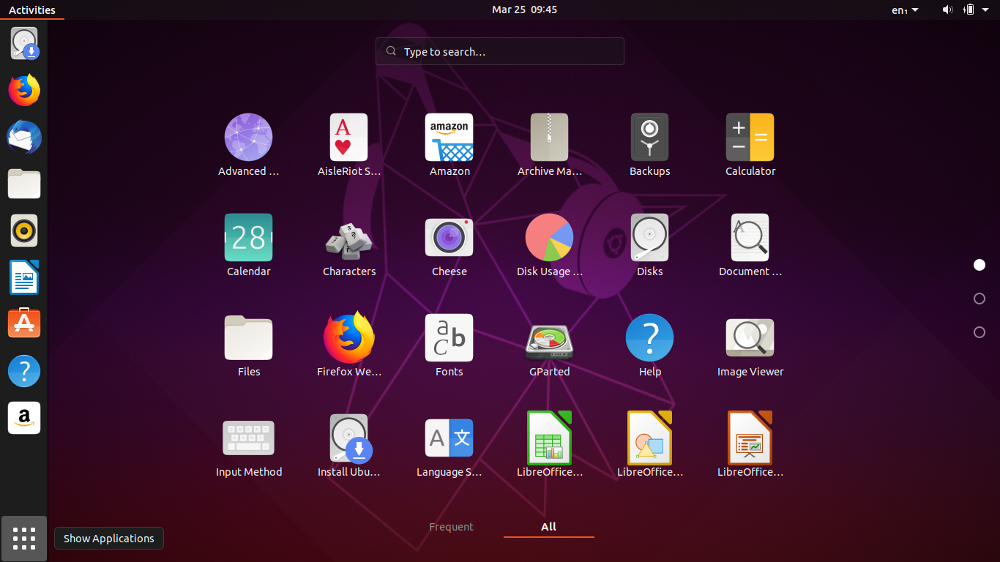 Activities
Mar 25 09:45
en₁
Type to search…
Advanced …
AisleRiot S…
amazon
Amazon
Archive Ma…
Backups
Calculator
28
Calendar
Characters
Cheese
Disk Usage …
Disks
Document …
Files
Firefox We…
Fonts
GParted
Help
Image Viewer
Input Method
Install Ubu…
Language S…
LibreOffice…
LibreOffice…
LibreOffice…
Frequent
All
Show Applications